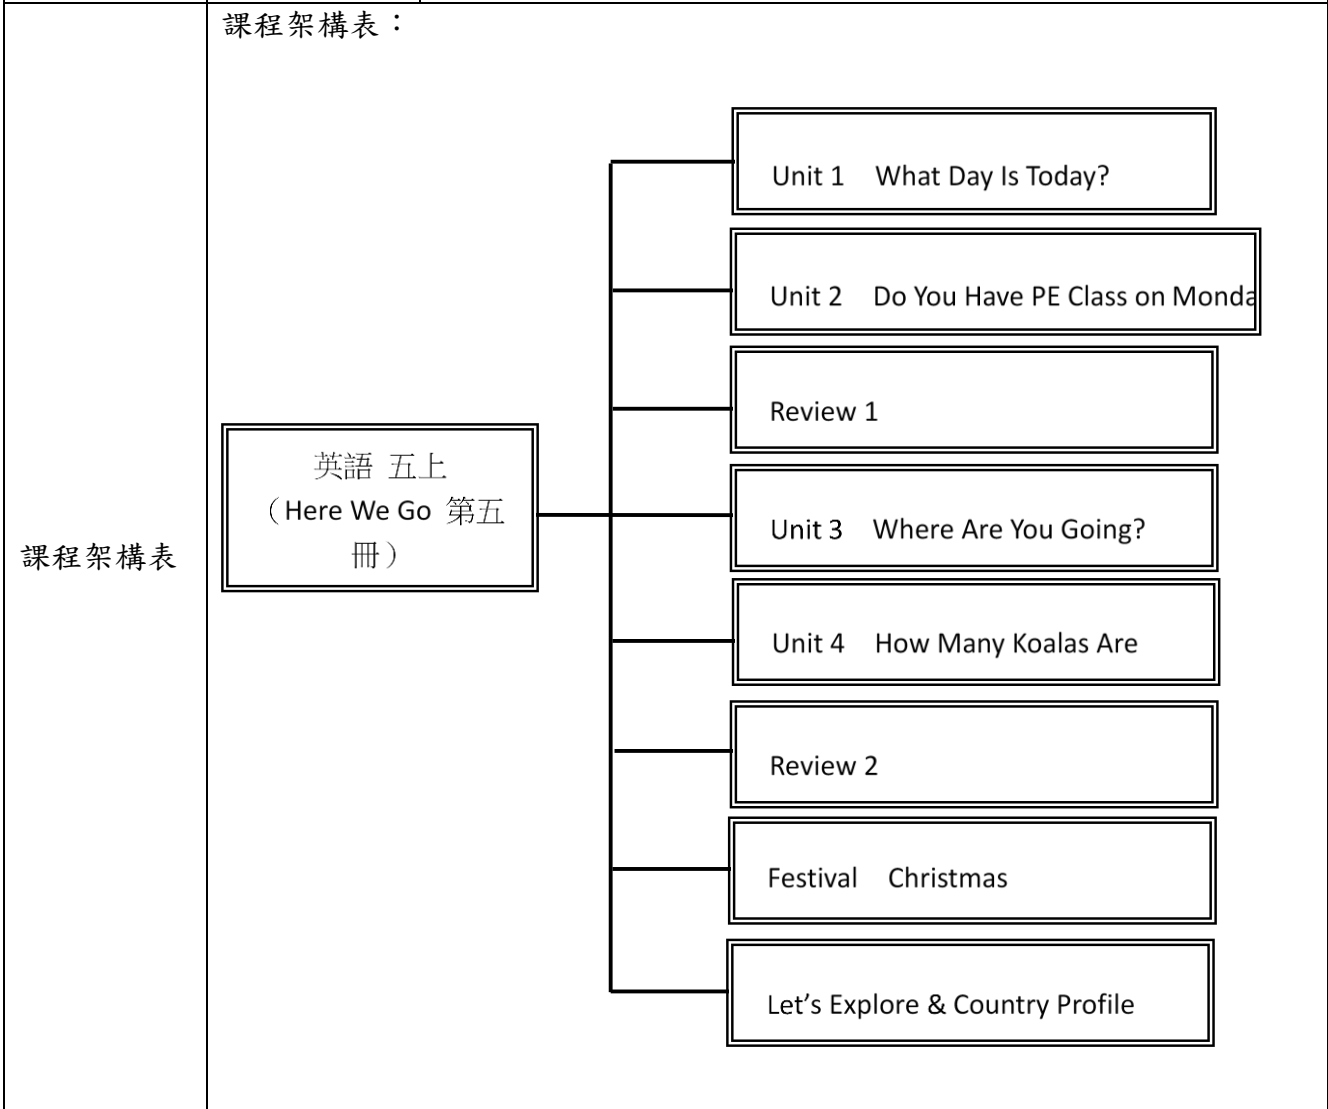 課程架構表：
Unit 1 What Day Is Today?
Unit 2 Do You Have PE Class on Monda
Review 1
英語 五上
（Here We Go 第五
冊）
Unit 3 Where Are You Going?
課程架構表
Unit 4 How Many Koalas Are
Review 2
Festival Christmas
Let’s Explore & Country Profile